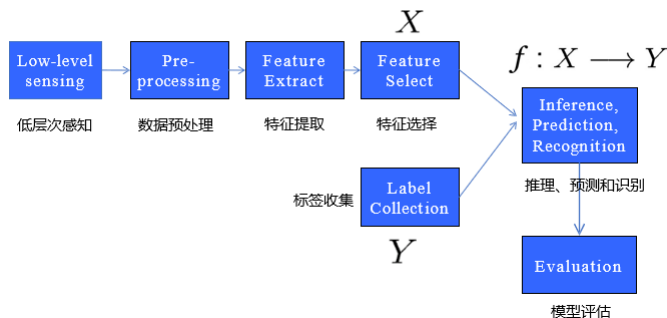 X
f : X → Y
Low-level
sensing
Pre-
processing
Feature
Extract
Feature
Select
低层次感知
数据预处理
特征提取
特征选择
Inference,
Prediction,
Recognition
推理、预测和识别
标签收集
Label
Collection
Y
Evaluation
模型评估